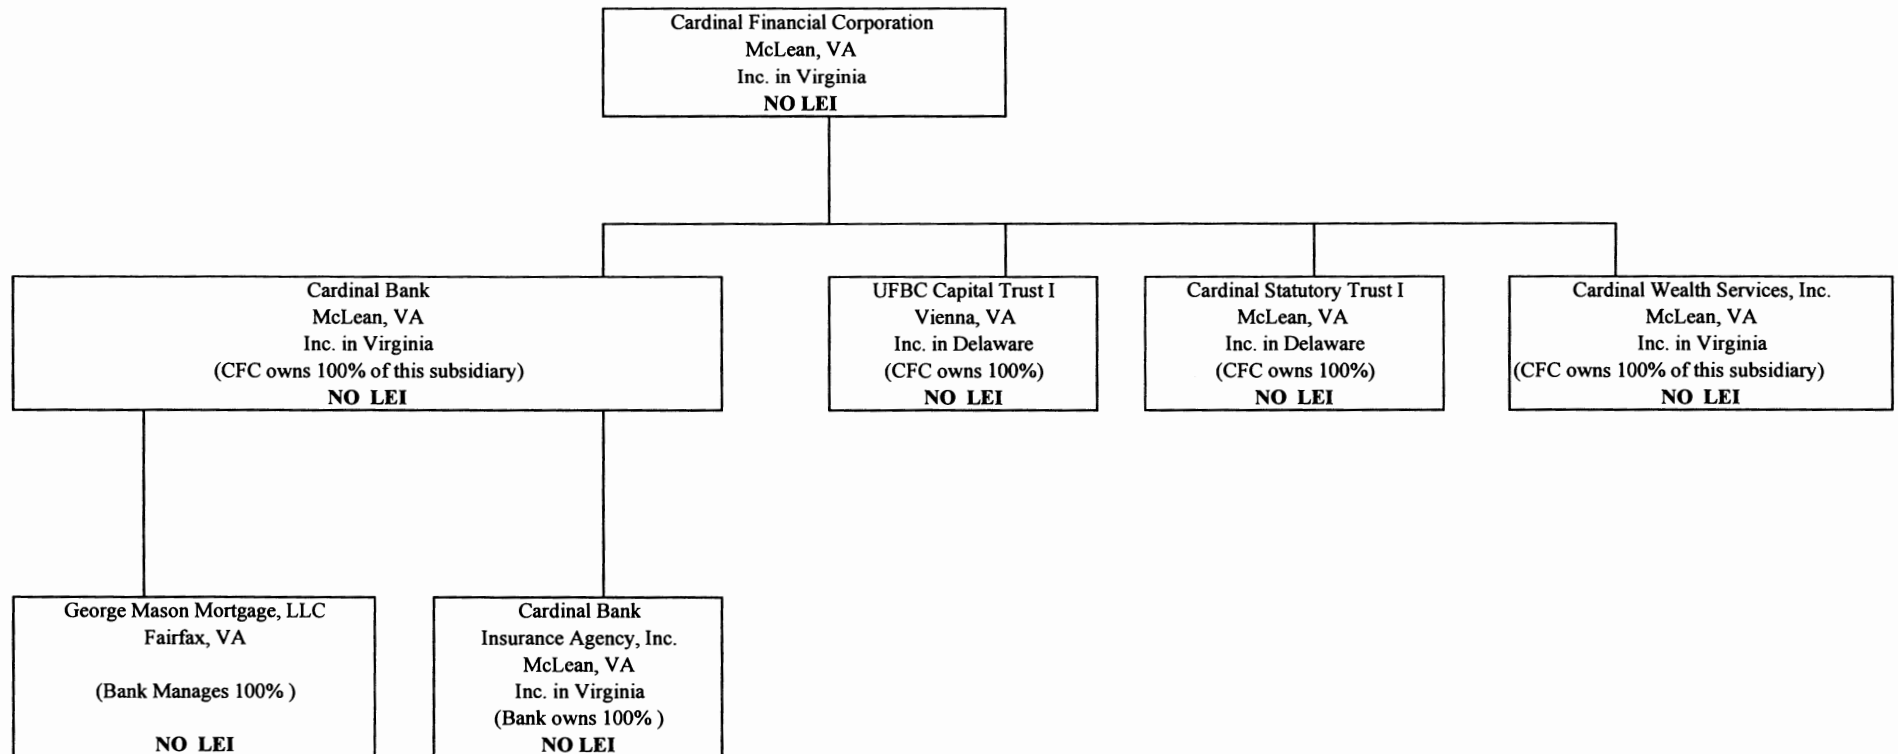 Cardinal Financial Corporation
McLean, VA
Inc. in Virginia
NO LEI
Cardinal Bank
McLean, VA
Inc. in Virginia
(CFC owns 100% of this subsidiary)
NO LEI
UFBC Capital Trust I
Vienna, VA
Inc. in Delaware
(CFC owns 100%)
NO LEI
Cardinal Statutory Trust I
McLean, VA
Inc. in Delaware
(CFC owns 100%)
NO LEI
Cardinal Wealth Services, Inc.
McLean, VA
Inc. in Virginia
(CFC owns 100% of this subsidiary)
NO LEI
George Mason Mortgage, LLC
Fairfax, VA
(Bank Manages 100% )
NO LEI
Cardinal Bank
Insurance Agency, Inc.
McLean, VA
Inc. in Virginia
(Bank owns 100% )
NO LEI